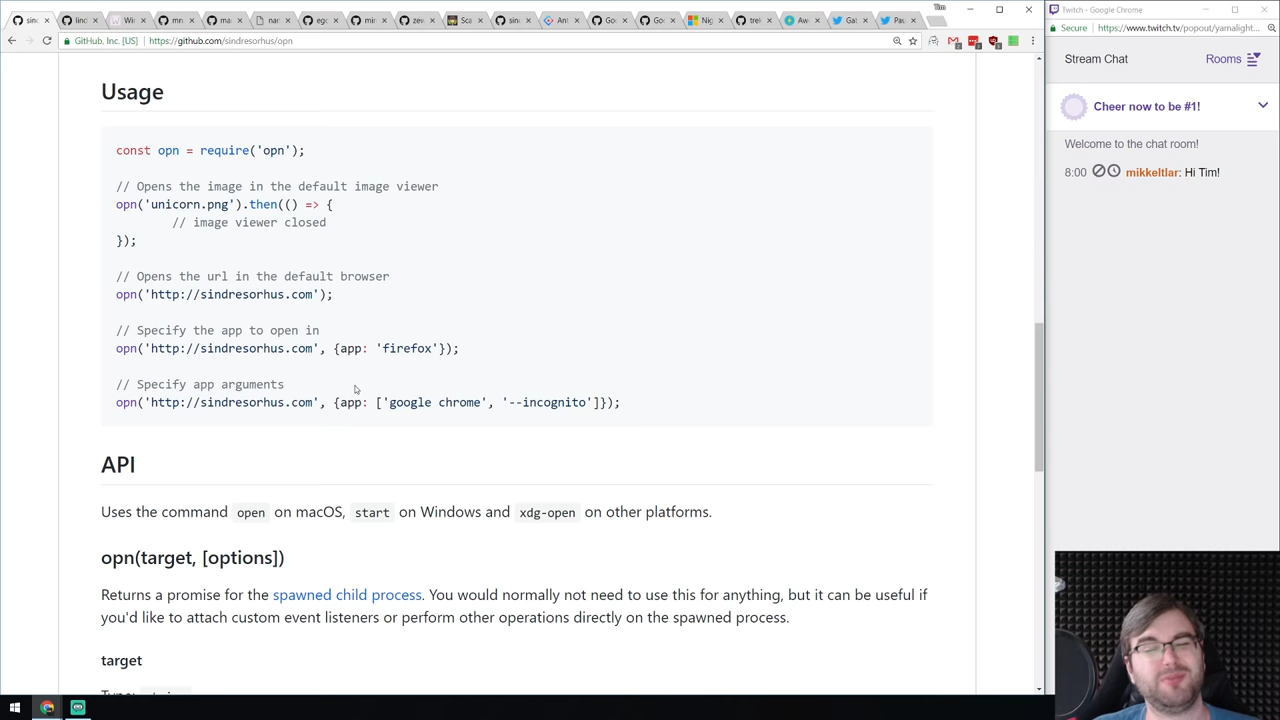 Tim
GitHub, Inc. [US]
https://github.com/sindresorhus/opn
Usage
const opn = require('opn');
// Opens the image in the default image viewer
opn('unicorn.png').then(() => {
// image viewer closed
});
// Opens the url in the default browser
opn('http://sindresorhus.com');
// Specify the app to open in
opn('http://sindresorhus.com', {app: 'firefox'});
// Specify app arguments
opn('http://sindresorhus.com', {app: ['google chrome', '--incognito']});
API
Uses the command open on macOS, start on Windows and xdg-open on other platforms.
opn(target, [options])
Returns a promise for the spawned child process. You would normally not need to use this for anything, but it can be useful if
you'd like to attach custom event listeners or perform other operations directly on the spawned process.
target
Twitch - Google Chrome
Secure
https://www.twitch.tv/popout/yamalight...
Stream Chat
Rooms
Cheer now to be #1!
Welcome to the chat room!
8:00 mikkeltlar: Hi Tim!